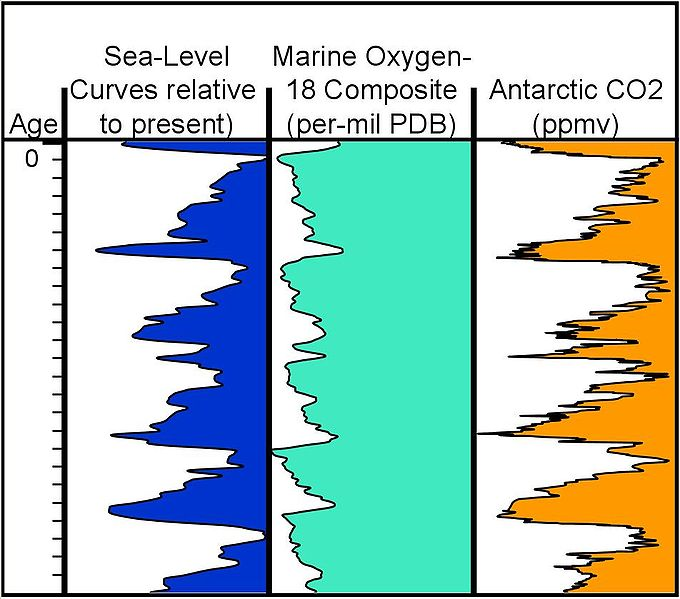 Sea-Level
Curves relative
to present)
Marine Oxygen-
18 Composite
(per-mil PDB)
Antarctic CO2
(ppmv)
Age
0